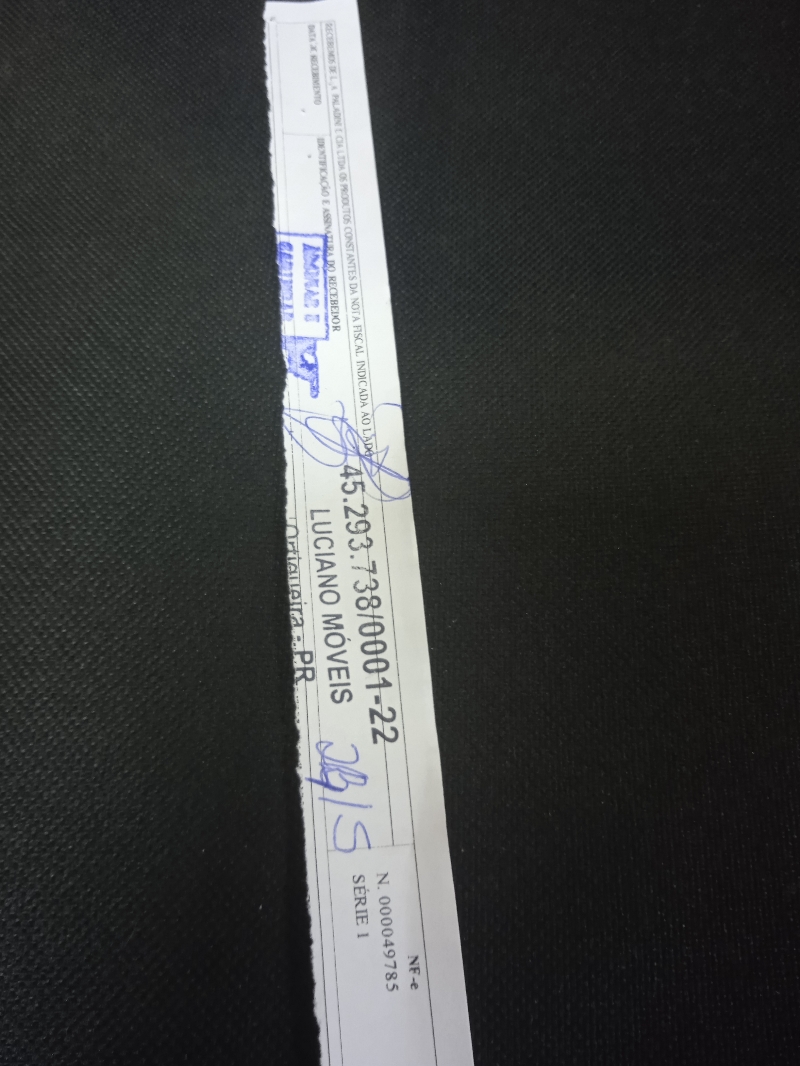 RECEBEMOS DE L. A. PALADINI E CIA LTDA OS PRODUTOS CONSTANTES DA NOTA FISCAL INDICADA AO LADO
DATA DE RECEBIMENTO
IDENTIFICAÇÃO E ASSINATURA DO RECEBEDOR
45.293.738/0001-22
LUCIANO MÓVEIS
Ortigueira - PR
NF-e
N. 000049785
SÉRIE 1